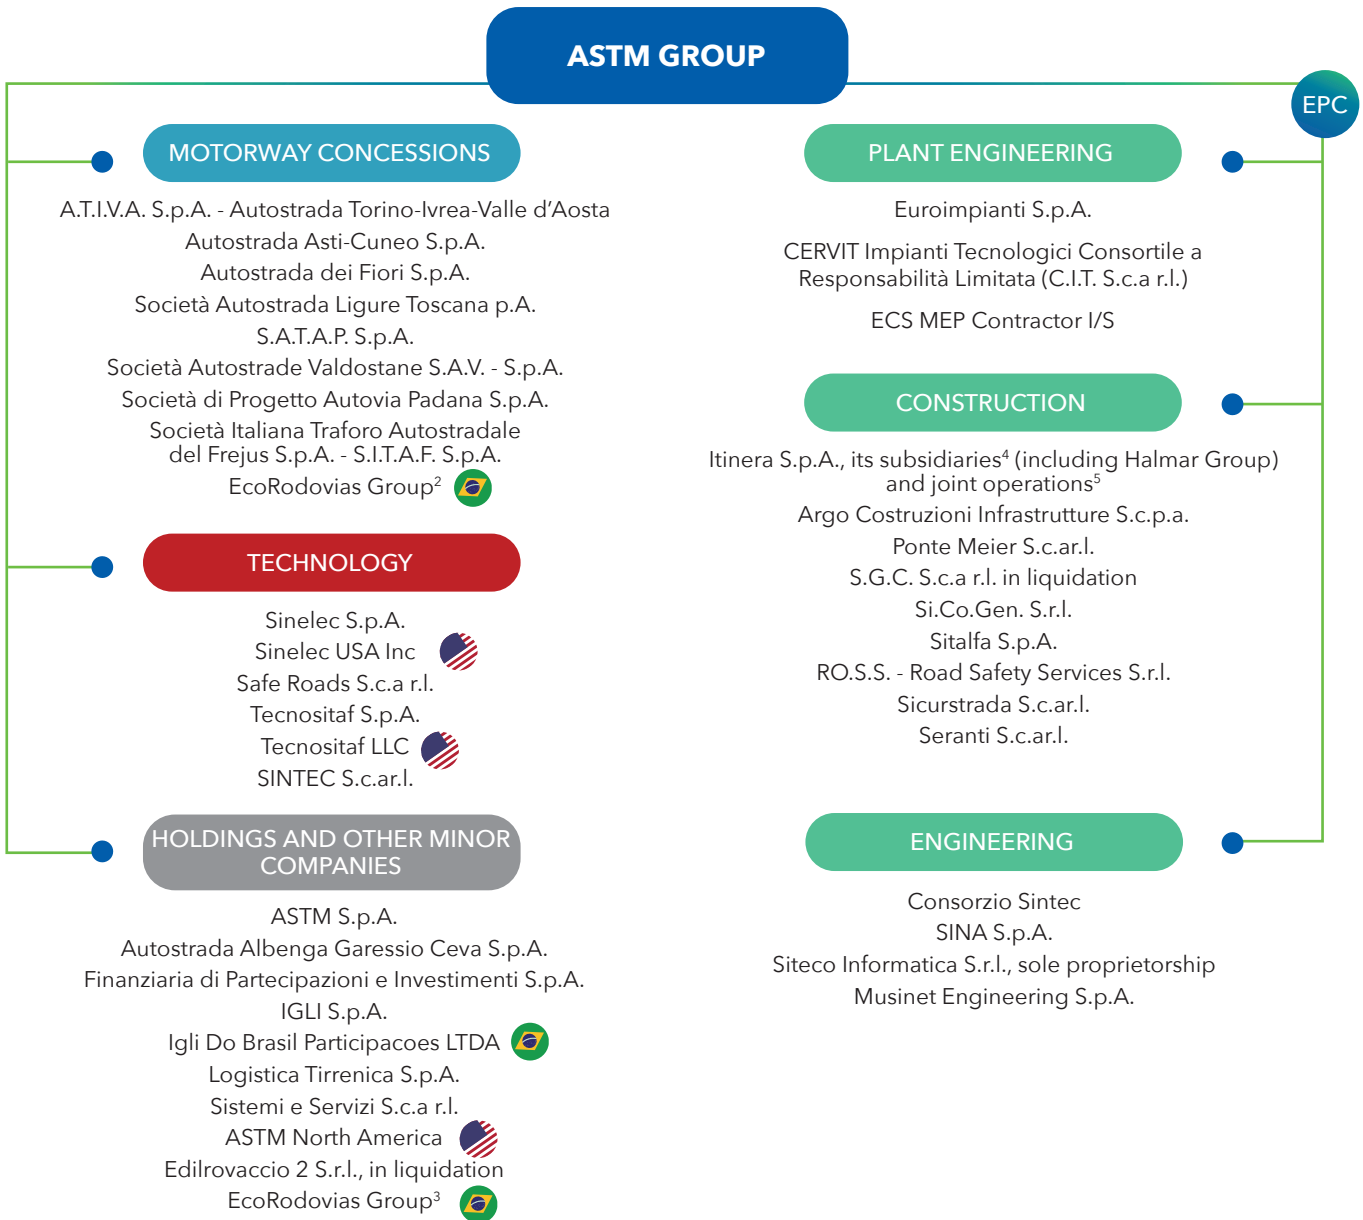 ASTM GROUP
EPC
MOTORWAY CONCESSIONS
A.T.I.V.A. S.p.A. - Autostrada Torino-Ivrea-Valle d’Aosta
Autostrada Asti-Cuneo S.p.A.
Autostrada dei Fiori S.p.A.
Società Autostrada Ligure Toscana p.A.
S.A.T.A.P. S.p.A.
Società Autostrade Valdostane S.A.V. - S.p.A.
Società di Progetto Autovia Padana S.p.A.
Società Italiana Traforo Autostradale
del Frejus S.p.A. - S.I.T.A.F. S.p.A.
EcoRodovias Group²
TECHNOLOGY
Sinelec S.p.A.
Sinelec USA Inc
Safe Roads S.c.a r.l.
Tecnositaf S.p.A.
Tecnositaf LLC
SINTEC S.c.ar.l.
HOLDINGS AND OTHER MINOR
COMPANIES
ASTM S.p.A.
Autostrada Albenga Garessio Ceva S.p.A.
Finanziaria di Partecipazioni e Investimenti S.p.A.
IGLI S.p.A.
Igli Do Brasil Participacoes LTDA
Logistica Tirrenica S.p.A.
Sistemi e Servizi S.c.a r.l.
ASTM North America
Edilrovaccio 2 S.r.l., in liquidation
EcoRodovias Group³
PLANT ENGINEERING
Euroimpianti S.p.A.
CERVIT Impianti Tecnologici Consortile a
Responsabilità Limitata (C.I.T. S.c.a r.l.)
ECS MEP Contractor I/S
CONSTRUCTION
Itinera S.p.A., its subsidiaries⁴ (including Halmar Group)
and joint operations⁵
Argo Costruzioni Infrastrutture S.c.p.a.
Ponte Meier S.c.ar.l.
S.G.C. S.c.a r.l. in liquidation
Si.Co.Gen. S.r.l.
Sitalfa S.p.A.
RO.S.S. - Road Safety Services S.r.l.
Sicurstrada S.c.ar.l.
Seranti S.c.ar.l.
ENGINEERING
Consorzio Sintec
SINA S.p.A.
Siteco Informatica S.r.l., sole proprietorship
Musinet Engineering S.p.A.